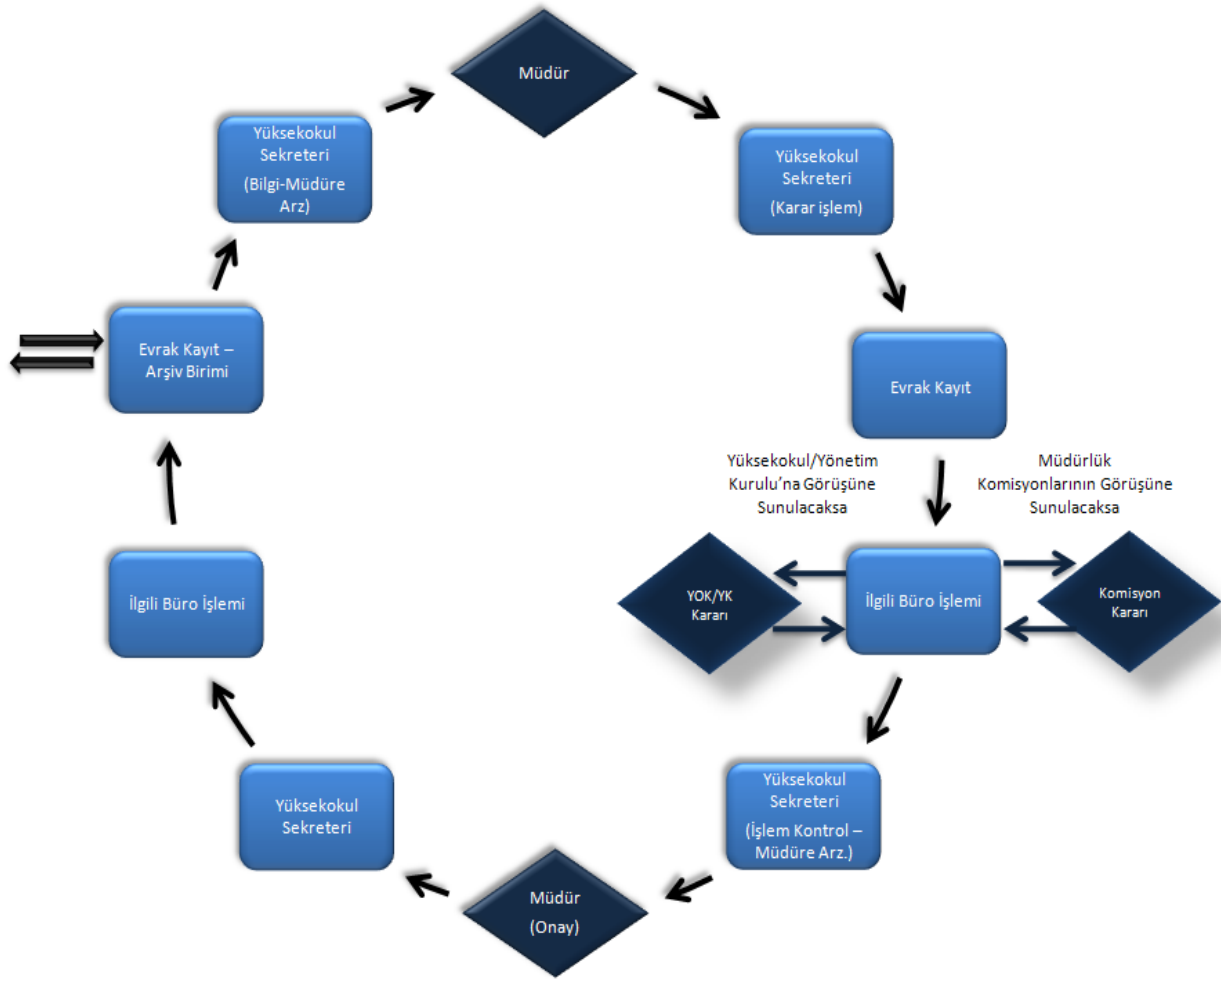 Müdür
Yüksekokul
Sekreteri
(Bilgi-Müdüre
Arz)
Yüksekokul
Sekreteri
(Karar işlem)
Evrak Kayıt –
Arşiv Birimi
Evrak Kayıt
Yüksekokul/Yönetim
Kurulu’na Görüşüne
Sunulacaksa
Müdürlük
Komisyonlarının Görüşüne
Sunulacaksa
İlgili Büro İşlemi
YOK/YK
Kararı
İlgili Büro İşlemi
Komisyon
Kararı
Yüksekokul
Sekreteri
Yüksekokul
Sekreteri
(İşlem Kontrol –
Müdüre Arz.)
Müdür
(Onay)